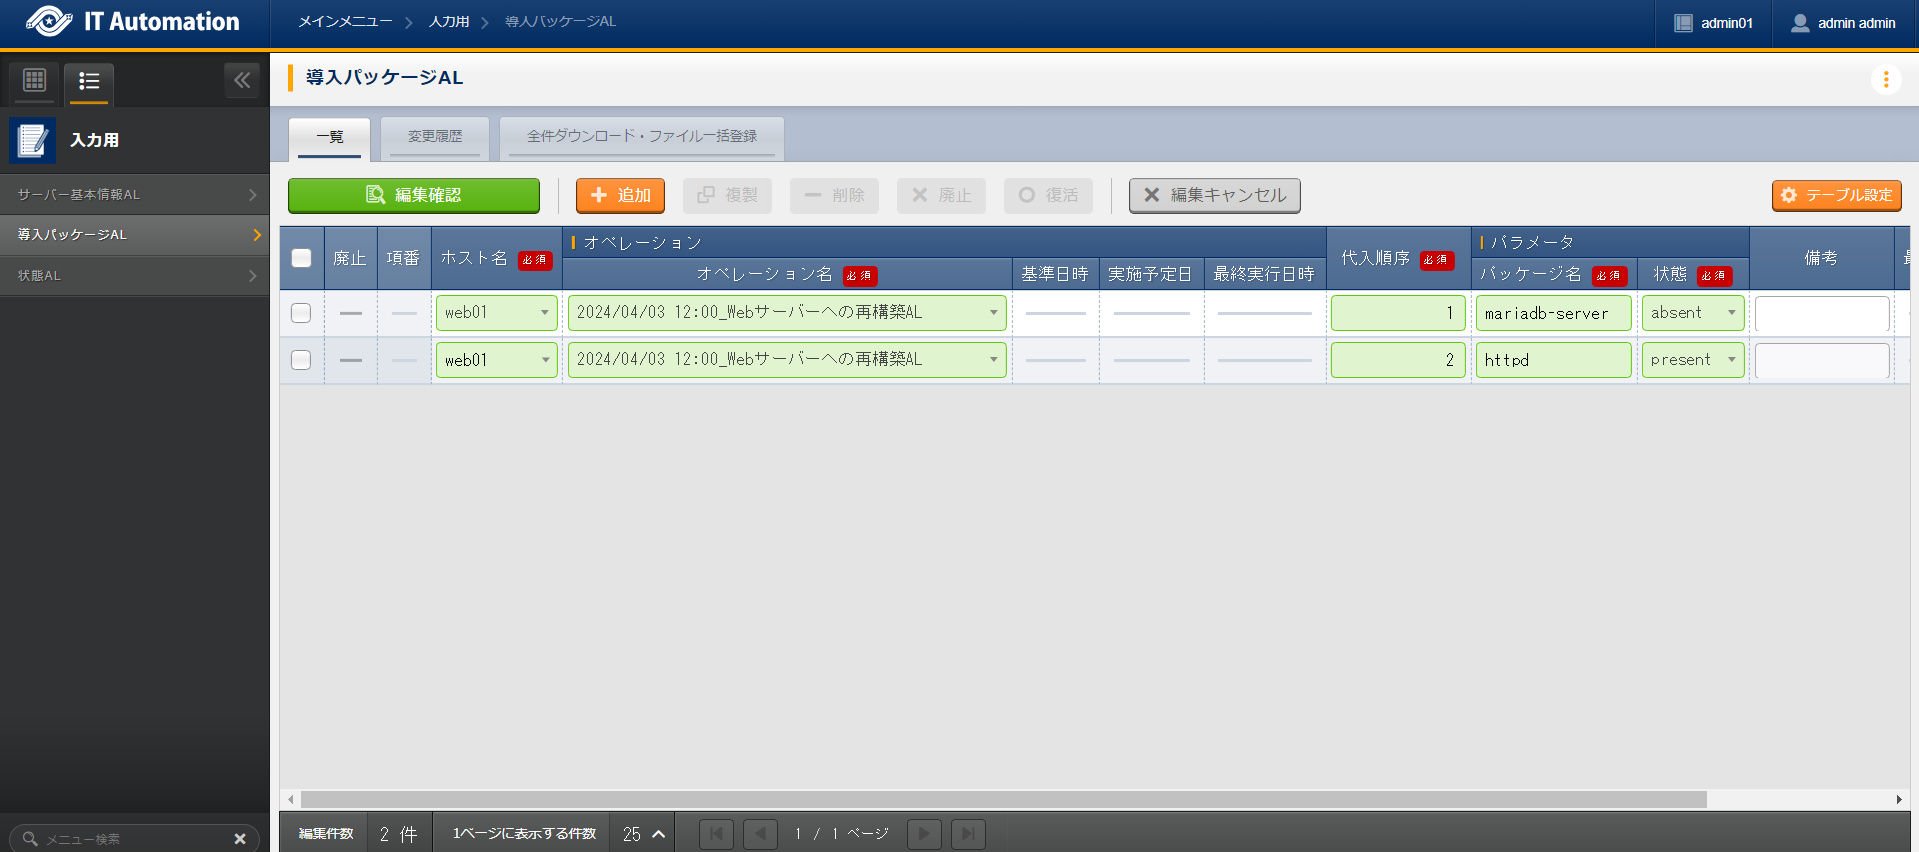 IT Automation
メインメニュー 入力用 導入パッケージAL
admin01 admin admin
導入パッケージAL
入力用
サーバー基本情報AL
導入パッケージAL
状態AL
一覧 変更履歴 全件ダウンロード・ファイル一括登録
編集確認 追加 複製 削除 廃止 復活 編集キャンセル テーブル設定
廃止 項番 ホスト名 必須 オペレーション 代入順序 必須 パラメータ 備考
オペレーション名 必須 基準日時 実施予定日 最終実行日時 パッケージ名 必須 状態 必須
web01 2024/04/03 12:00_Webサーバーへの再構築AL 1 mariadb-server absent
web01 2024/04/03 12:00_Webサーバーへの再構築AL 2 httpd present
メニュー検索
編集件数 2 件 1ページに表示する件数 25 1 / 1 ページ